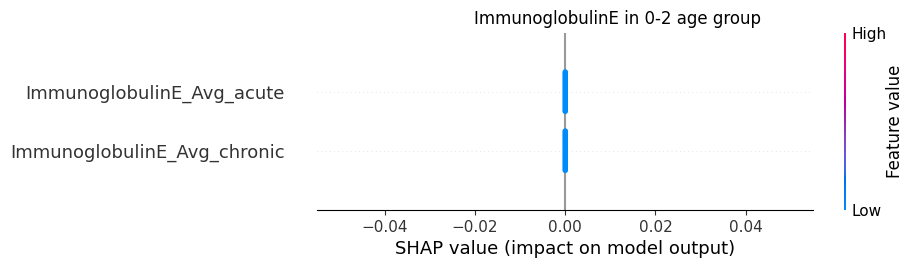 ImmunoglobulinE in 0-2 age group
High
ImmunoglobulinE_Avg_acute
ImmunoglobulinE_Avg_chronic
Feature value
Low
−0.04 −0.02 0.00 0.02 0.04
SHAP value (impact on model output)